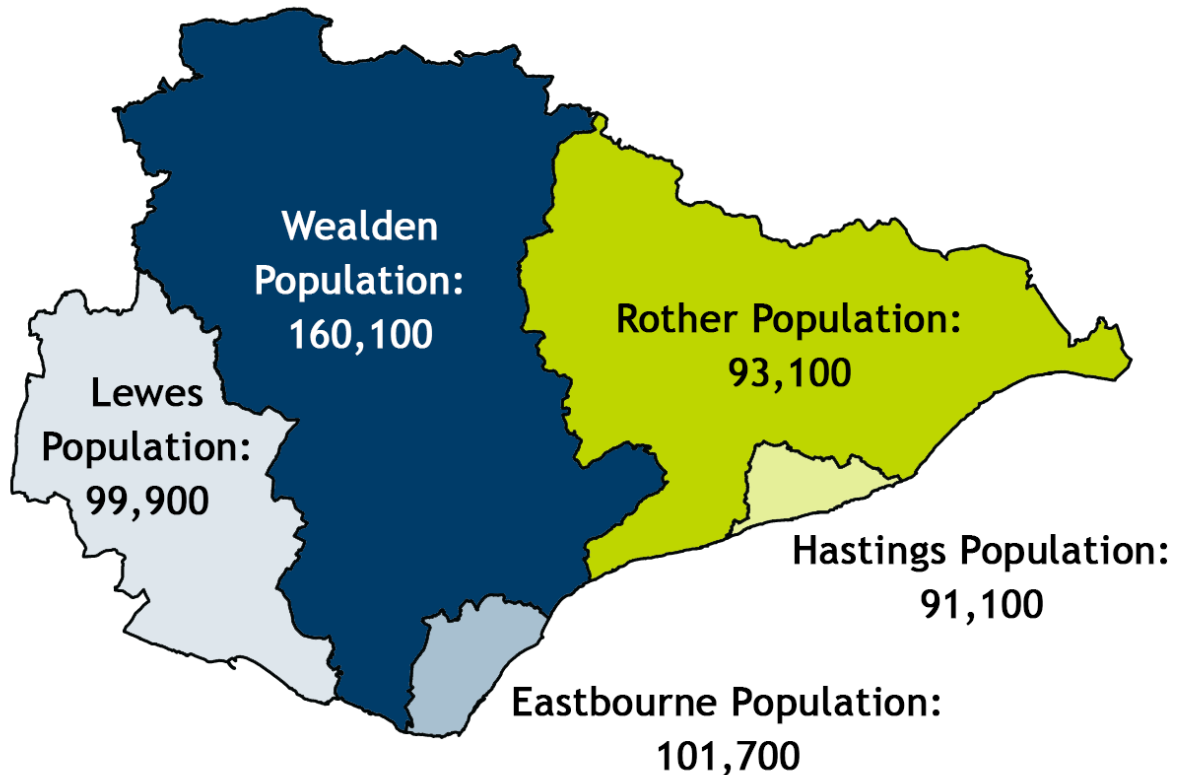 Wealden
Population:
160,100
Rother Population:
93,100
Lewes
Population:
99,900
Hastings Population:
91,100
Eastbourne Population:
101,700